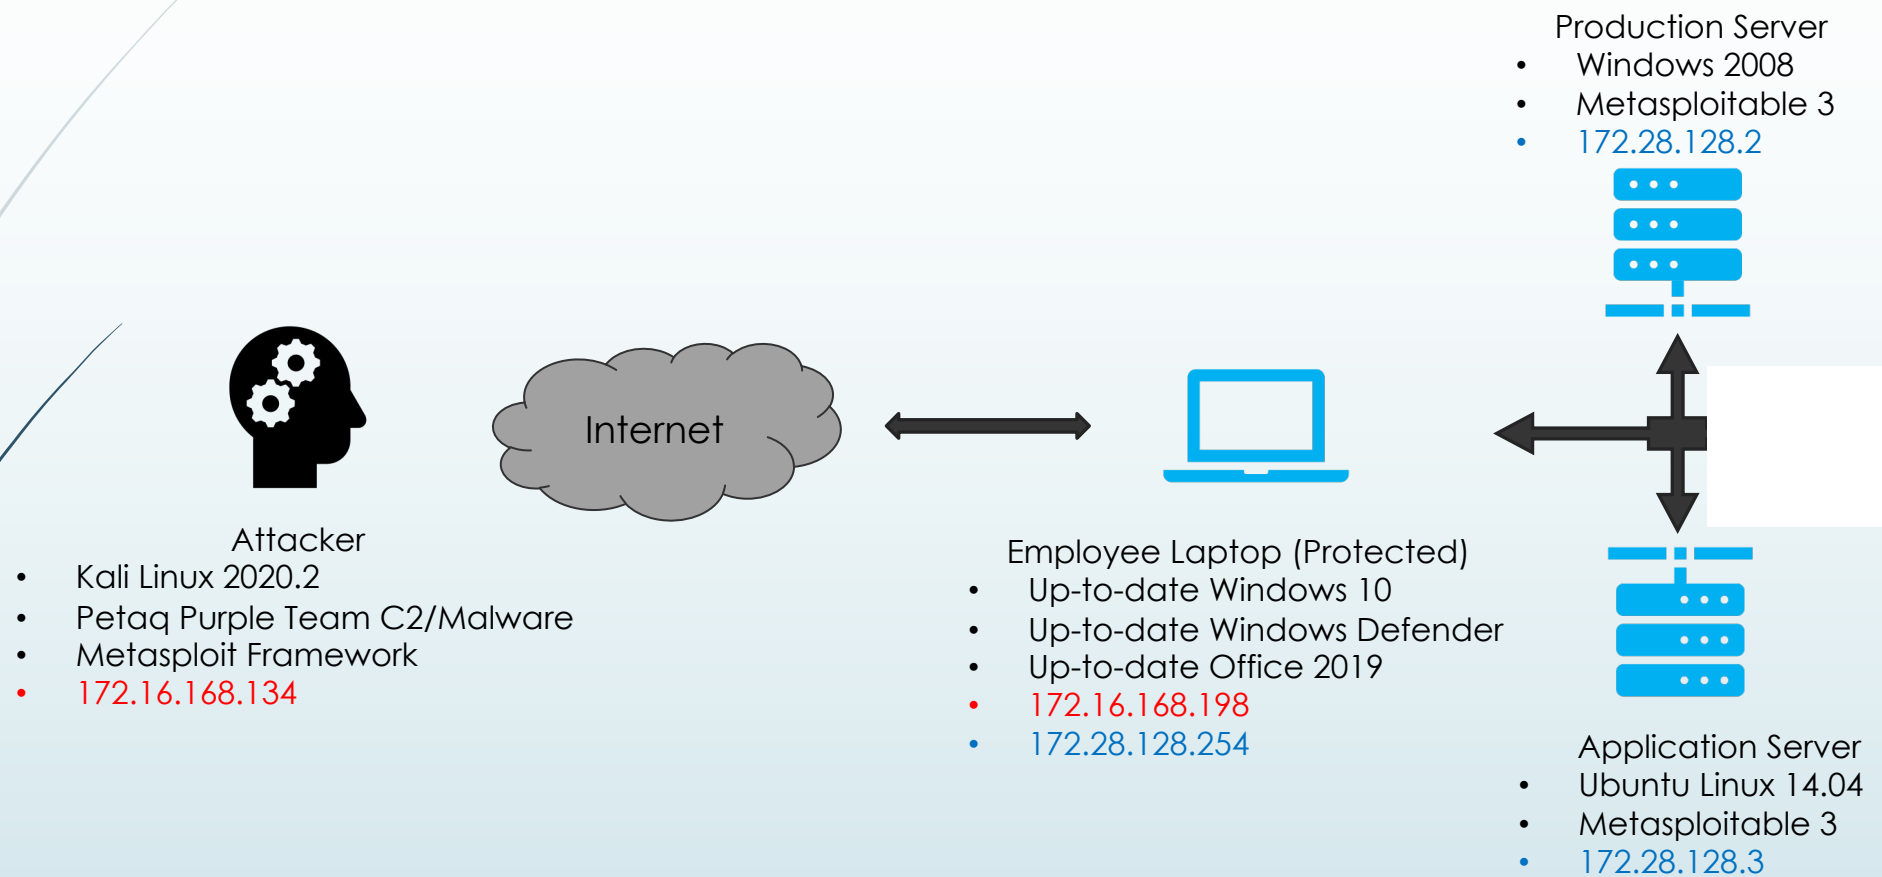 Production Server
• Windows 2008
• Metasploitable 3
• 172.28.128.2
Internet
Attacker
• Kali Linux 2020.2
• Petaq Purple Team C2/Malware
• Metasploit Framework
• 172.16.168.134
Employee Laptop (Protected)
• Up-to-date Windows 10
• Up-to-date Windows Defender
• Up-to-date Office 2019
• 172.16.168.198
• 172.28.128.254
Application Server
• Ubuntu Linux 14.04
• Metasploitable 3
• 172.28.128.3